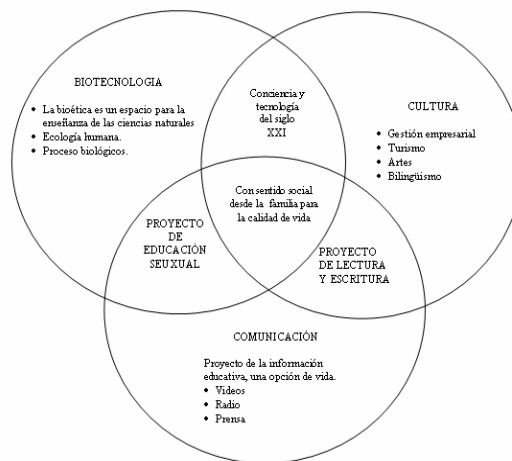 BIOTECNOLOGIA
• La bioética es un espacio para la
enseñanza de las ciencias naturales
• Ecología humana.
• Proceso biológicos.
Conciencia y
tecnología
del siglo
XXI
CULTURA
• Gestión empresarial
• Turismo
• Artes
• Bilingüismo
Con sentido social
desde la familia para
la calidad de vida
PROYECTO
DE
EDUCACIÓN
SEUXUAL
PROYECTO
DE LECTURA
Y ESCRITURA
COMUNICACIÓN
Proyecto de la información
educativa, una opción de vida.
• Videos
• Radio
• Prensa